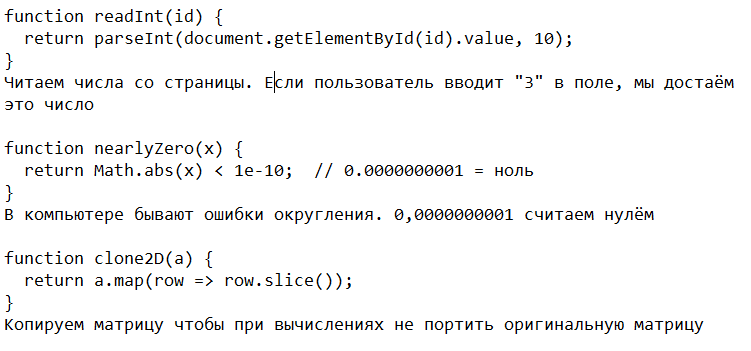 function readInt(id) {
  return parseInt(document.getElementById(id).value, 10);
}
Читаем числа со страницы. Если пользователь вводит "3" в поле, мы достаём
это число

function nearlyZero(x) {
  return Math.abs(x) < 1e-10;  // 0.0000000001 = ноль
}
В компьютере бывают ошибки округления. 0,0000000001 считаем нулём

function clone2D(a) {
  return a.map(row => row.slice());
}
Копируем матрицу чтобы при вычислениях не портить оригинальную матрицу